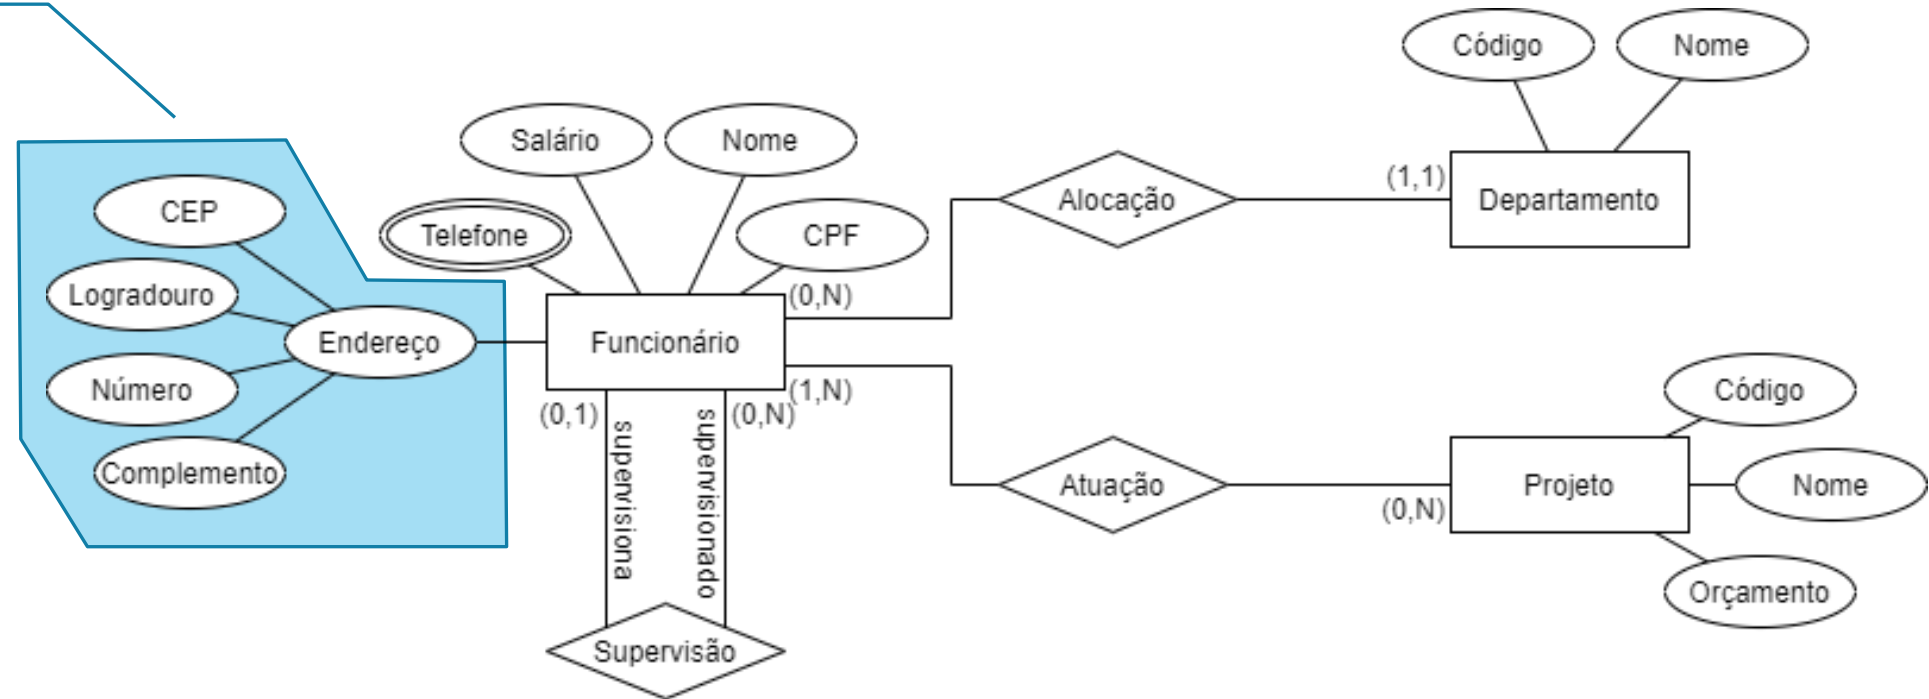 Código
Nome
Salário
Nome
Alocação
(1,1)
Departamento
CEP
Telefone
CPF
Logradouro
(0,N)
Endereço
Funcionário
Número
(1,N)
(0,1)
(0,N)
supervisiona
supervisionado
Complemento
Código
Atuação
Projeto
Nome
(0,N)
Orçamento
Supervisão